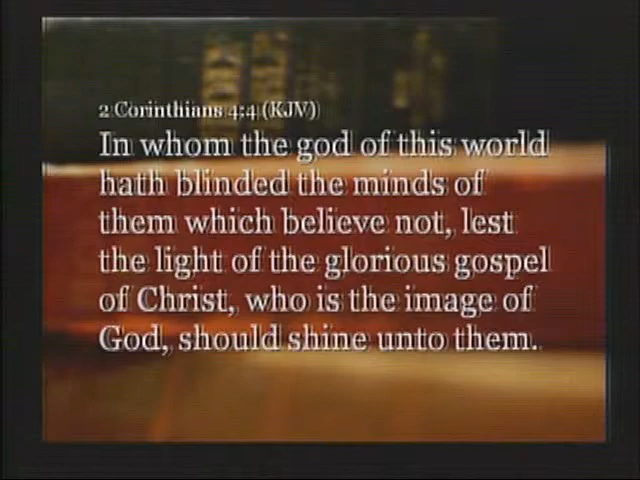 2 Corinthians 4:4 (KJV)
In whom the god of this world
hath blinded the minds of
them which believe not, lest
the light of the glorious gospel
of Christ, who is the image of
God, should shine unto them.